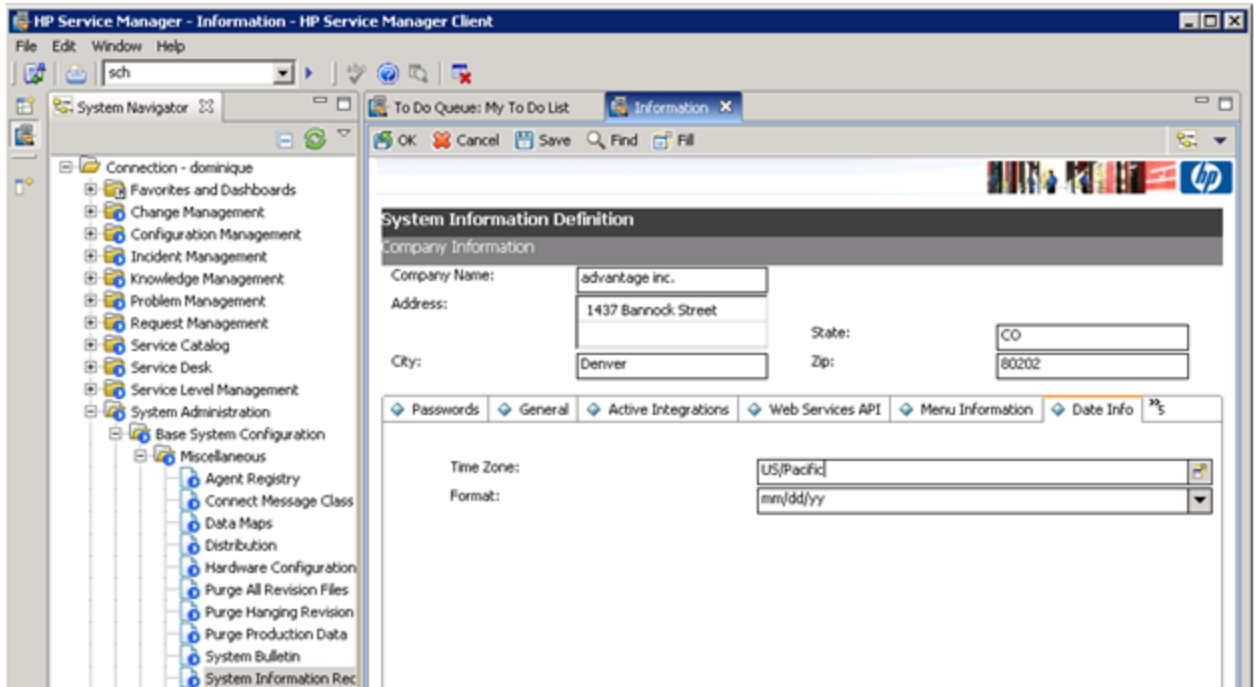 HP Service Manager - Information - HP Service Manager Client
File Edit Window Help
sch
System Navigator
To Do Queue: My To Do List Information
OK Cancel Save Find Fill
hp
Connection - dominique
Favorites and Dashboards
Change Management
Configuration Management
Incident Management
Knowledge Management
Problem Management
Request Management
Service Catalog
Service Desk
Service Level Management
System Administration
Base System Configuration
Miscellaneous
Agent Registry
Connect Message Class
Data Maps
Distribution
Hardware Configuration
Purge All Revision Files
Purge Hanging Revision
Purge Production Data
System Bulletin
System Information Rec
System Information Definition
Company Information
Company Name: advantage inc.
Address: 1437 Bannock Street
State: CO
City: Denver Zip: 80202
Passwords General Active Integrations Web Services API Menu Information Date Info »5
Time Zone: US/Pacific
Format: mm/dd/yy